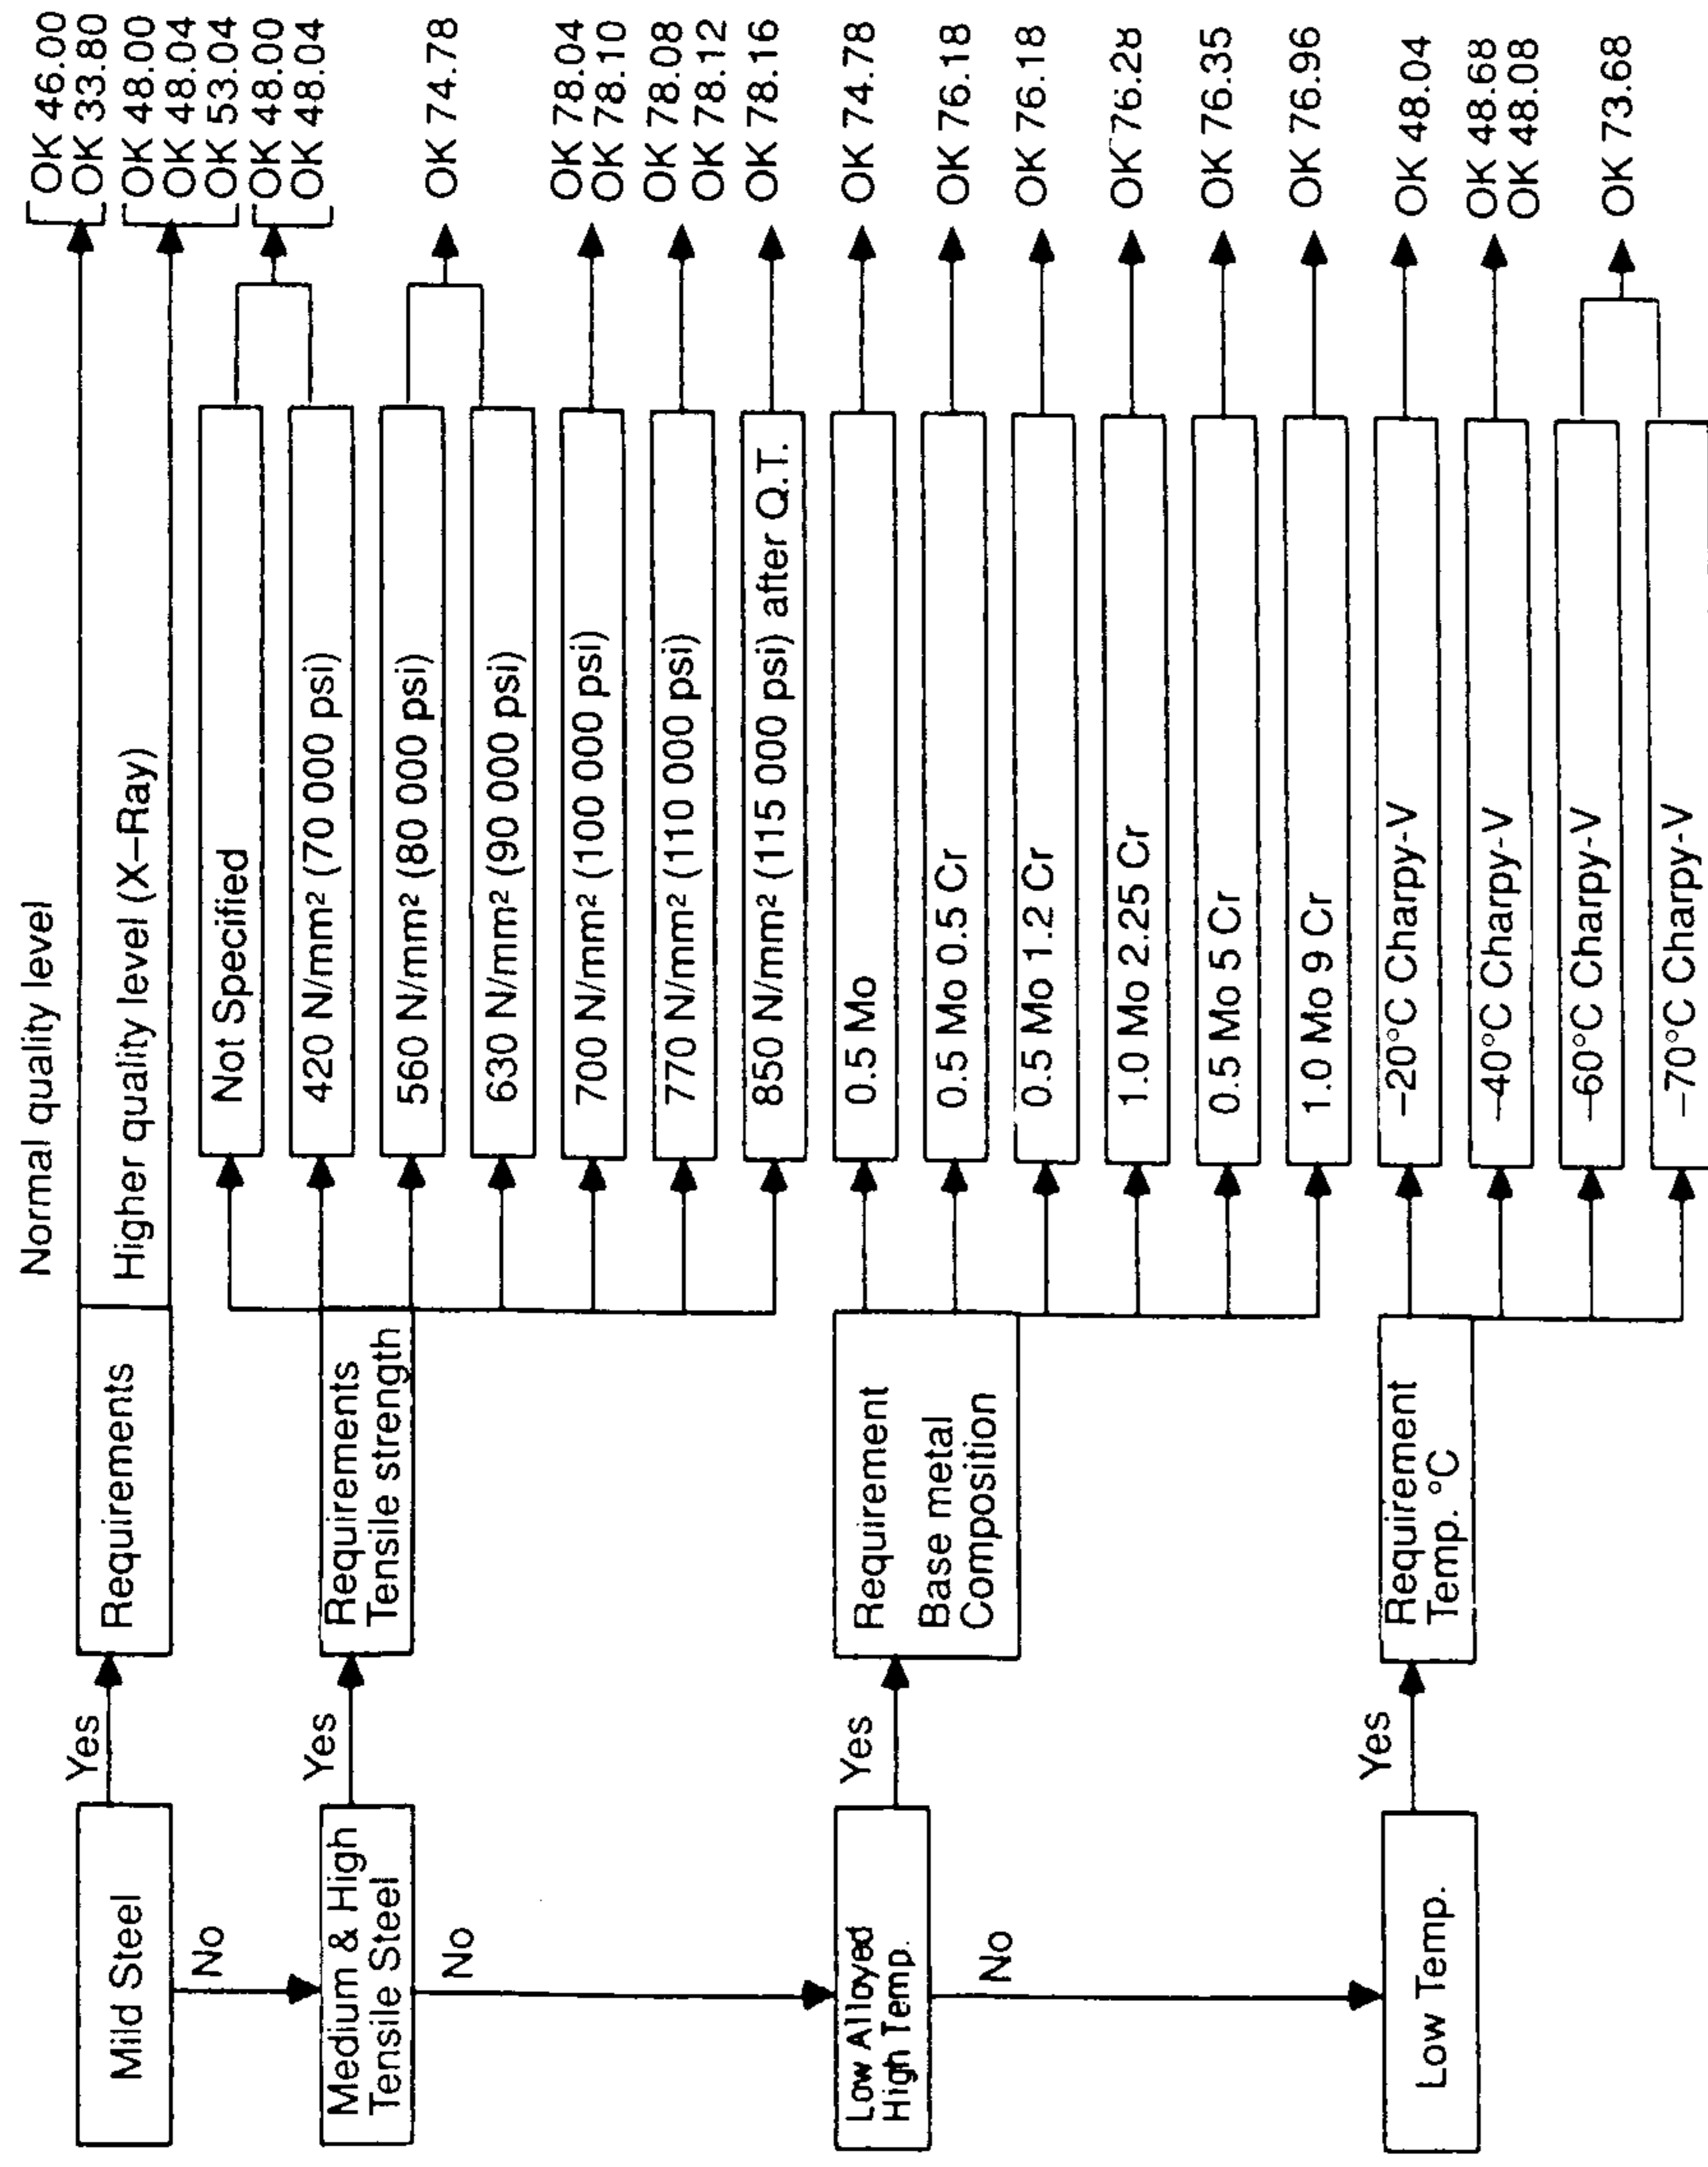 Mild Steel
Yes
No
Requirements
Normal quality level
Higher quality level (X–Ray)
OK 46.00
OK 33.80
OK 48.00
OK 48.04
OK 53.04
Medium & High
Tensile Steel
Yes
No
Requirements
Tensile strength
Not Specified
420 N/mm² (70 000 psi)
OK 48.00
OK 48.04
560 N/mm² (80 000 psi)
630 N/mm² (90 000 psi)
OK 74.78
700 N/mm² (100 000 psi)
OK 78.04
OK 78.10
770 N/mm² (110 000 psi)
OK 78.08
OK 78.12
850 N/mm² (115 000 psi) after Q.T.
OK 78.16
Low Alloyed
High Temp.
Yes
No
Requirement
Base metal
Composition
0.5 Mo
OK 74.78
0.5 Mo 0.5 Cr
OK 76.18
0.5 Mo 1.2 Cr
OK 76.18
1.0 Mo 2.25 Cr
OK 76.28
0.5 Mo 5 Cr
OK 76.35
1.0 Mo 9 Cr
OK 76.96
Low Temp.
Yes
Requirement
Temp. °C
–20°C Charpy-V
OK 48.04
–40°C Charpy-V
OK 48.68
OK 48.08
–60°C Charpy-V
–70°C Charpy-V
OK 73.68